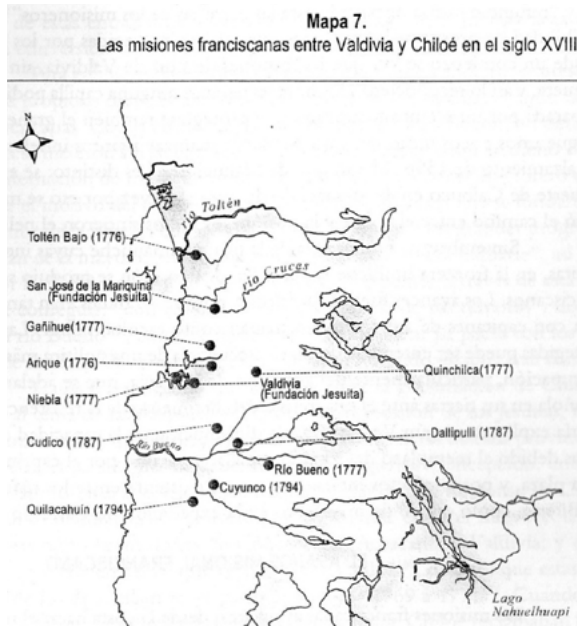 Mapa 7.
Las misiones franciscanas entre Valdivia y Chiloé en el siglo XVIII
río Toltén
Toltén Bajo (1776)
río Cruces
San José de la Mariquina
(Fundación Jesuita)
Gañihue(1777)
Arique (1776)
Quinchilca(1777)
Niebla (1777)
Valdivia
(Fundación Jesuita)
Cudico (1787)
Dallipulli (1787)
Río Bueno
Río Bueno (1777)
Cuyunco (1794)
Quilacahuín (1794)
Lago
Nahuelhuapi